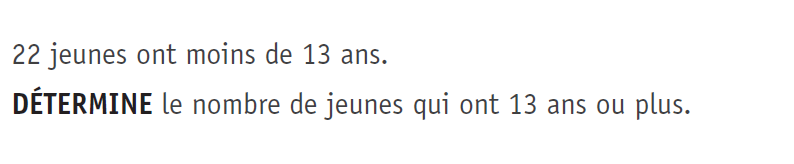 22 jeunes ont moins de 13 ans.
DÉTERMINE le nombre de jeunes qui ont 13 ans ou plus.